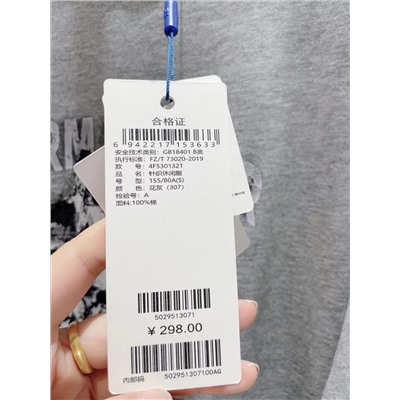 合格证
6 942217 153633
安全技术类别: GB18401 B类
执行标准: FZ/T 73020-2019
款 号: 4F5301321
品 名: 针织休闲服
号 型: 155/80A(S)
颜 色: 花灰 (307)
检验号: A
面料:100%棉
5029513071
¥ 298.00
内部码 502951307100AG
RM